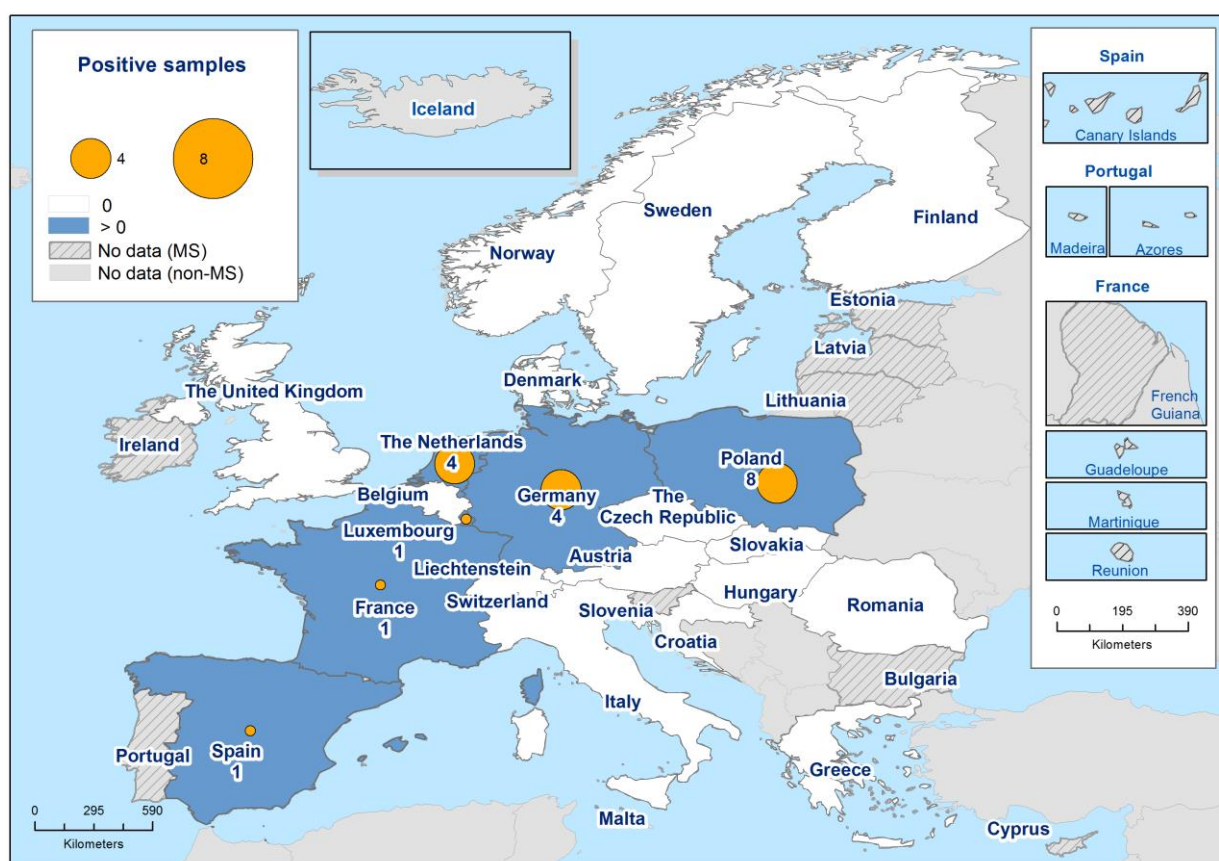 Positive samples
4
8
0
> 0
No data (MS)
No data (non-MS)
Iceland
Spain
Canary Islands
Portugal
Madeira
Azores
France
French
Guiana
Guadeloupe
Martinique
Reunion
0 195 390
Kilometers
Sweden
Finland
Norway
Estonia
Latvia
Lithuania
Denmark
The United Kingdom
Ireland
The Netherlands
4
Poland
8
Germany
4
The
Czech Republic
Belgium
Luxembourg
1
Slovakia
Austria
Liechtenstein
Hungary
Switzerland
Slovenia
Romania
France
1
Croatia
Bulgaria
Italy
Portugal
Spain
1
Greece
Malta
Cyprus
0 295 590
Kilometers